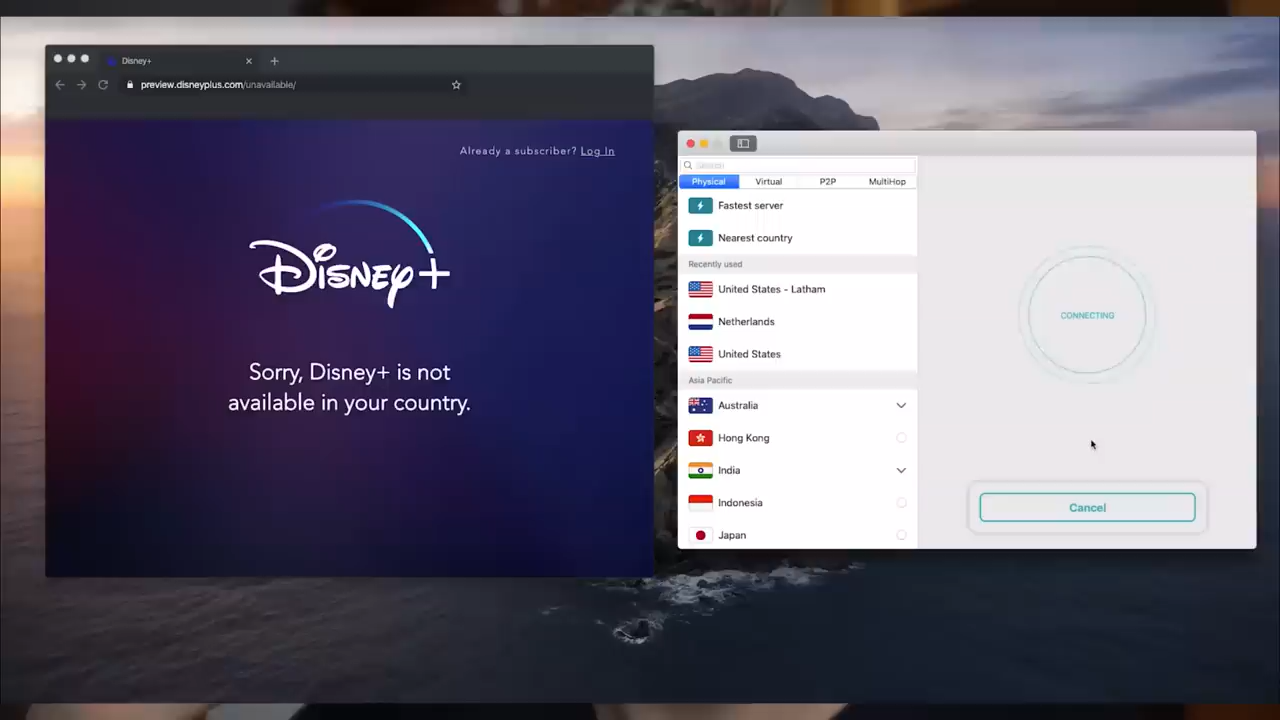 Disney+
preview.disneyplus.com/unavailable/
Already a subscriber? Log In
Disney+
Sorry, Disney+ is not
available in your country.
Search
Physical Virtual P2P MultiHop
Fastest server
Nearest country
Recently used
United States - Latham
Netherlands
United States
Asia Pacific
Australia
Hong Kong
India
Indonesia
Japan
CONNECTING
Cancel